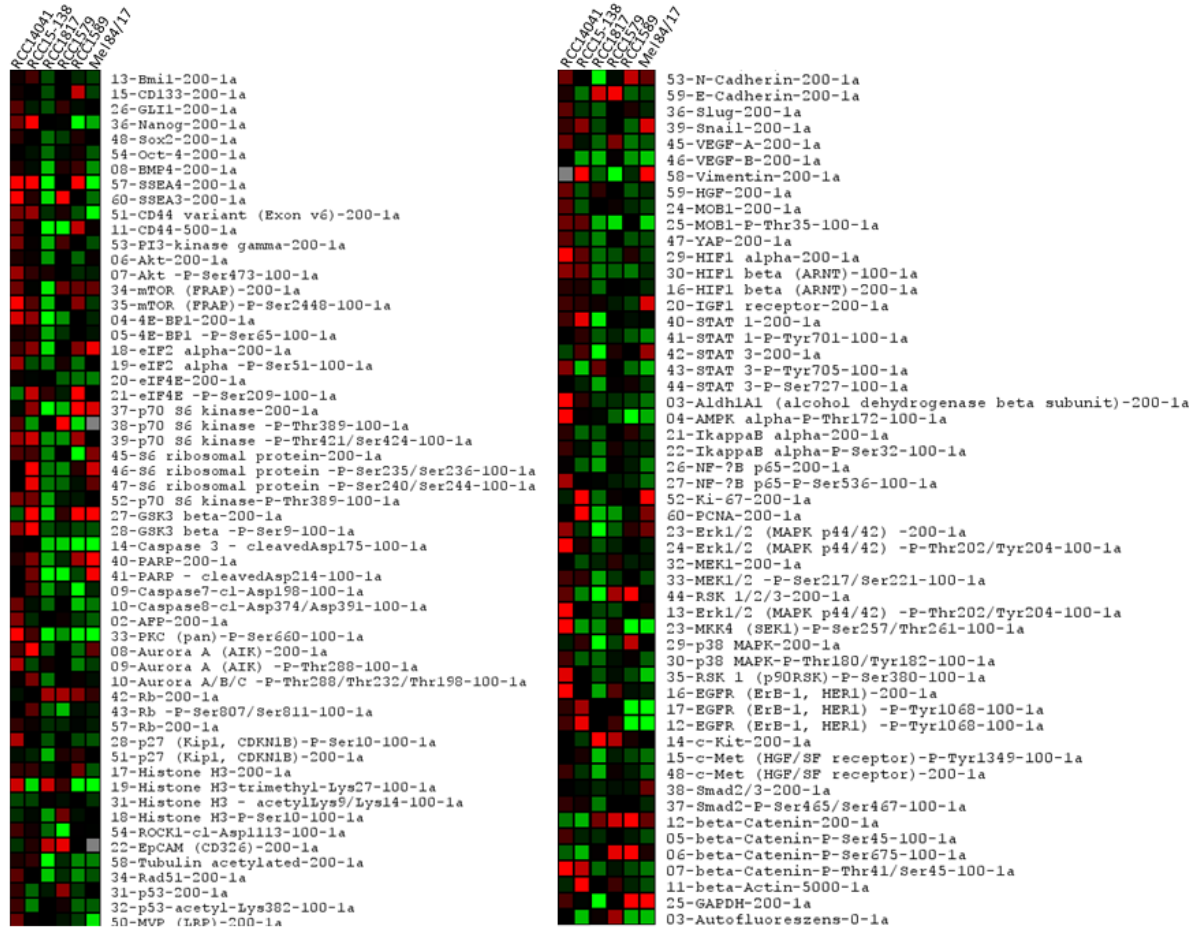 RCC14041
RCC15-138
RCC1817
RCC1579
RCC1589
Mel84/17
13-Bmi1-200-1a
15-CD133-200-1a
26-GLI1-200-1a
36-Nanog-200-1a
48-Sox2-200-1a
54-Oct-4-200-1a
08-BMP4-200-1a
57-SSEA4-200-1a
60-SSEA3-200-1a
51-CD44 variant (Exon v6)-200-1a
11-CD44-500-1a
53-PI3-kinase gamma-200-1a
06-Akt-200-1a
07-Akt -P-Ser473-100-1a
34-mTOR (FRAP)-200-1a
35-mTOR (FRAP)-P-Ser2448-100-1a
04-4E-BP1-200-1a
05-4E-BP1 -P-Ser65-100-1a
18-eIF2 alpha-200-1a
19-eIF2 alpha -P-Ser51-100-1a
20-eIF4E-200-1a
21-eIF4E -P-Ser209-100-1a
37-p70 S6 kinase-200-1a
38-p70 S6 kinase -P-Thr389-100-1a
39-p70 S6 kinase -P-Thr421/Ser424-100-1a
45-S6 ribosomal protein-200-1a
46-S6 ribosomal protein -P-Ser235/Ser236-100-1a
47-S6 ribosomal protein -P-Ser240/Ser244-100-1a
52-p70 S6 kinase-P-Thr389-100-1a
27-GSK3 beta-200-1a
28-GSK3 beta -P-Ser9-100-1a
14-Caspase 3 - cleavedAsp175-100-1a
40-PARP-200-1a
41-PARP - cleavedAsp214-100-1a
09-Caspase7-cl-Asp198-100-1a
10-Caspase8-cl-Asp374/Asp391-100-1a
02-AFP-200-1a
33-PKC (pan)-P-Ser660-100-1a
08-Aurora A (AIK)-200-1a
09-Aurora A (AIK) -P-Thr288-100-1a
10-Aurora A/B/C -P-Thr288/Thr232/Thr198-100-1a
42-Rb-200-1a
43-Rb -P-Ser807/Ser811-100-1a
57-Rb-200-1a
28-p27 (Kip1, CDKN1B)-P-Ser10-100-1a
51-p27 (Kip1, CDKN1B)-200-1a
17-Histone H3-200-1a
19-Histone H3-trimethyl-Lys27-100-1a
31-Histone H3 - acetylLys9/Lys14-100-1a
18-Histone H3-P-Ser10-100-1a
54-ROCK1-cl-Asp1113-100-1a
22-EpCAM (CD326)-200-1a
58-Tubulin acetylated-200-1a
34-Rad51-200-1a
31-p53-200-1a
32-p53-acetyl-Lys382-100-1a
50-MVP (LRP)-200-1a
RCC14041
RCC15-138
RCC1817
RCC1579
RCC1589
Mel84/17
53-N-Cadherin-200-1a
59-E-Cadherin-200-1a
36-Slug-200-1a
39-Snail-200-1a
45-VEGF-A-200-1a
46-VEGF-B-200-1a
58-Vimentin-200-1a
59-HGF-200-1a
24-MOB1-200-1a
25-MOB1-P-Thr35-100-1a
47-YAP-200-1a
29-HIF1 alpha-200-1a
30-HIF1 beta (ARNT)-100-1a
16-HIF1 beta (ARNT)-200-1a
20-IGF1 receptor-200-1a
40-STAT 1-200-1a
41-STAT 1-P-Tyr701-100-1a
42-STAT 3-200-1a
43-STAT 3-P-Tyr705-100-1a
44-STAT 3-P-Ser727-100-1a
03-Aldh1A1 (alcohol dehydrogenase beta subunit)-200-1a
04-AMPK alpha-P-Thr172-100-1a
21-IkappaB alpha-200-1a
22-IkappaB alpha-P-Ser32-100-1a
26-NF-?B p65-200-1a
27-NF-?B p65-P-Ser536-100-1a
52-Ki-67-200-1a
60-PCNA-200-1a
23-Erk1/2 (MAPK p44/42) -200-1a
24-Erk1/2 (MAPK p44/42) -P-Thr202/Tyr204-100-1a
32-MEK1-200-1a
33-MEK1/2 -P-Ser217/Ser221-100-1a
44-RSK 1/2/3-200-1a
13-Erk1/2 (MAPK p44/42) -P-Thr202/Tyr204-100-1a
23-MKK4 (SEK1)-P-Ser257/Thr261-100-1a
29-p38 MAPK-200-1a
30-p38 MAPK-P-Thr180/Tyr182-100-1a
35-RSK 1 (p90RSK)-P-Ser380-100-1a
16-EGFR (ErB-1, HER1)-200-1a
17-EGFR (ErB-1, HER1) -P-Tyr1068-100-1a
12-EGFR (ErB-1, HER1) -P-Tyr1068-100-1a
14-c-Kit-200-1a
15-c-Met (HGF/SF receptor)-P-Tyr1349-100-1a
48-c-Met (HGF/SF receptor)-200-1a
38-Smad2/3-200-1a
37-Smad2-P-Ser465/Ser467-100-1a
12-beta-Catenin-200-1a
05-beta-Catenin-P-Ser45-100-1a
06-beta-Catenin-P-Ser675-100-1a
07-beta-Catenin-P-Thr41/Ser45-100-1a
11-beta-Actin-5000-1a
25-GAPDH-200-1a
03-Autofluoreszens-0-1a